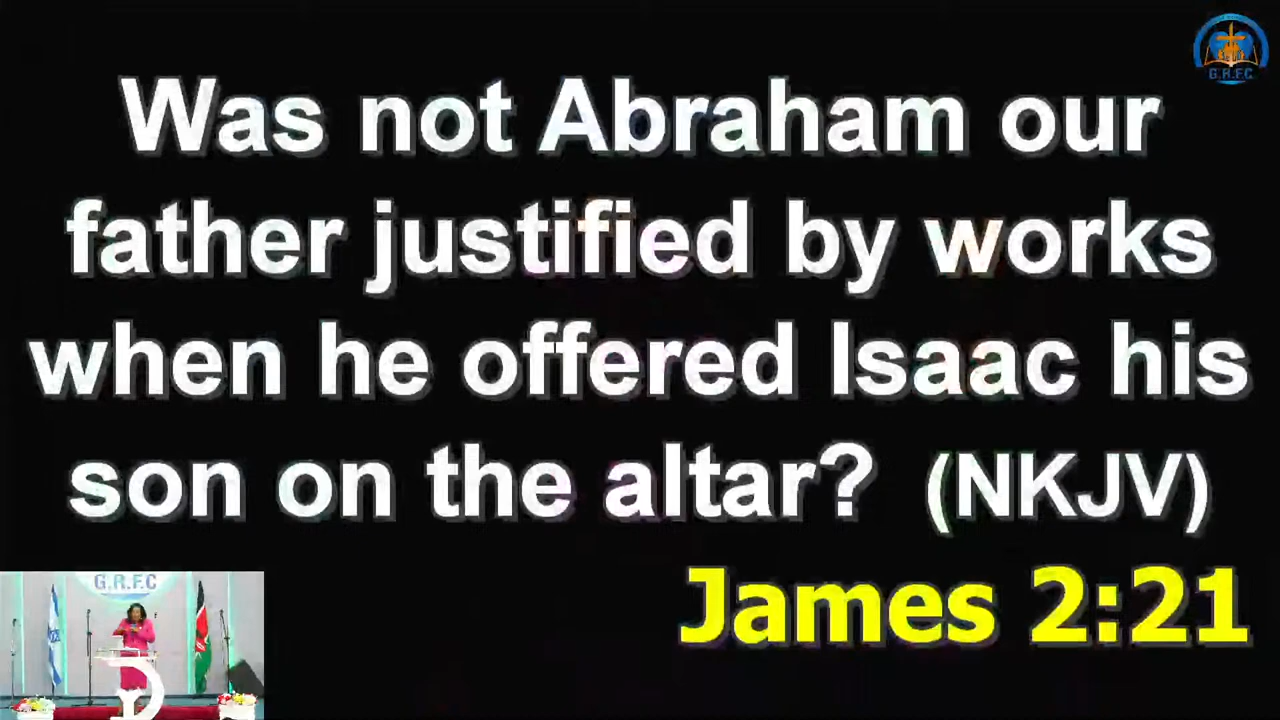 G.R.F.C
Was not Abraham our
father justified by works
when he offered Isaac his
son on the altar? (NKJV)
James 2:21
G.R.F.C